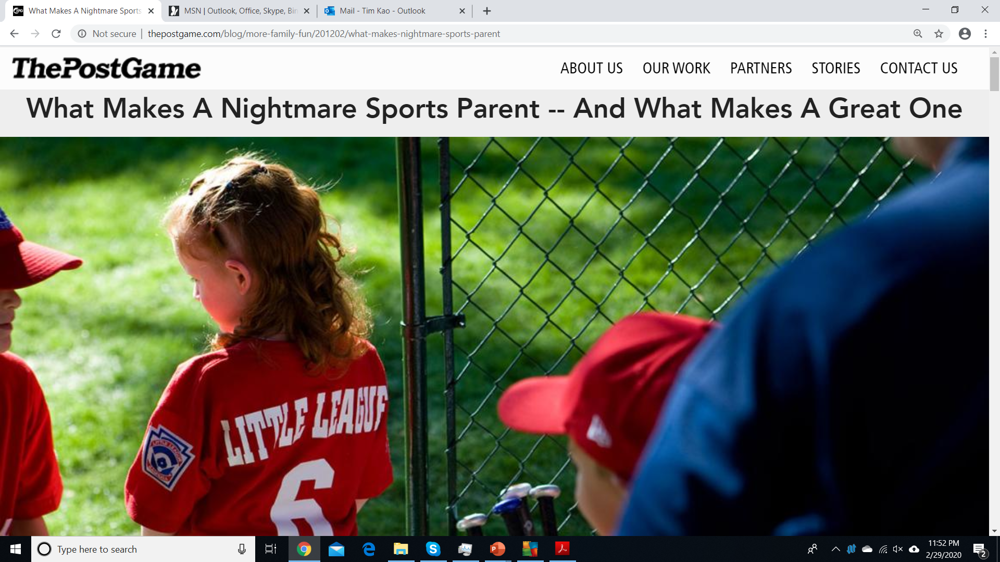 What Makes A Nightmare Sports
MSN | Outlook, Office, Skype, Bin
Mail - Tim Kao - Outlook
Not secure | thepostgame.com/blog/more-family-fun/201202/what-makes-nightmare-sports-parent
ThePostGame
ABOUT US OUR WORK PARTNERS STORIES CONTACT US
What Makes A Nightmare Sports Parent -- And What Makes A Great One
LITTLE LEAGUE
6
Type here to search
11:52 PM
2/29/2020
2